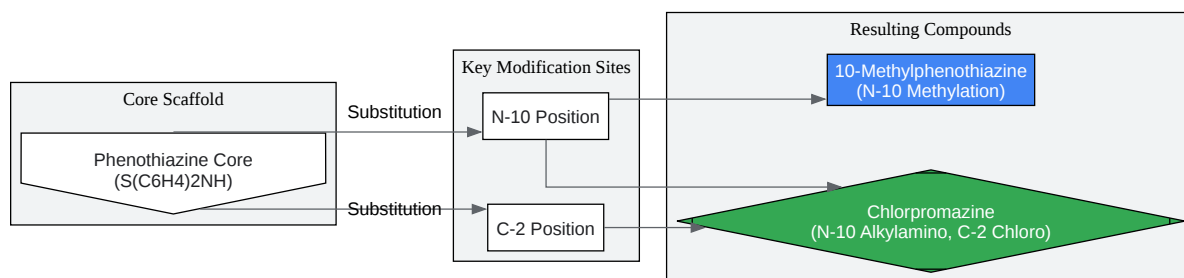 Core Scaffold
Phenothiazine Core
(S(C6H4)2NH)
Substitution
Substitution
Key Modification Sites
N-10 Position
C-2 Position
Resulting Compounds
10-Methylphenothiazine
(N-10 Methylation)
Chlorpromazine
(N-10 Alkylamino, C-2 Chloro)